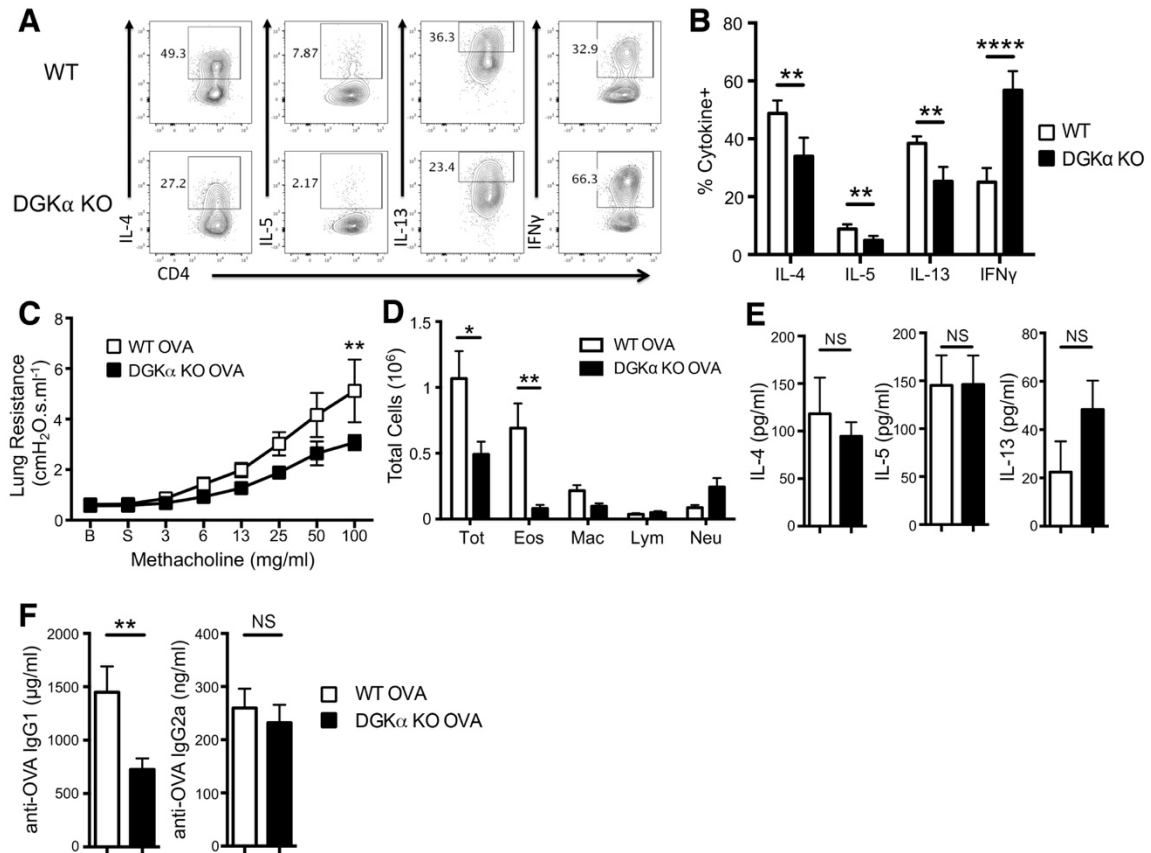 A
WT
49.3
7.87
36.3
32.9
DGKα KO
27.2
2.17
23.4
66.3
IL-4
IL-5
IL-13
IFNγ
CD4
B
% Cytokine+
80
60
40
20
0
**
**
**
****
IL-4
IL-5
IL-13
IFNγ
WT
DGKα KO
C
Lung Resistance
(cmH₂O.s.ml⁻¹)
8
6
4
2
0
WT OVA
DGKα KO OVA
**
B S 3 6 13 25 50 100
Methacholine (mg/ml)
D
Total Cells (10⁶)
1.5
1
0.5
0
*
**
WT OVA
DGKα KO OVA
Tot Eos Mac Lym Neu
E
IL-4 (pg/ml)
200
150
100
50
0
NS
IL-5 (pg/ml)
200
150
100
50
0
NS
IL-13 (pg/ml)
80
60
40
20
0
NS
F
anti-OVA IgG1 (µg/ml)
2000
1500
1000
500
0
**
anti-OVA IgG2a (ng/ml)
400
300
200
100
0
NS
WT OVA
DGKα KO OVA